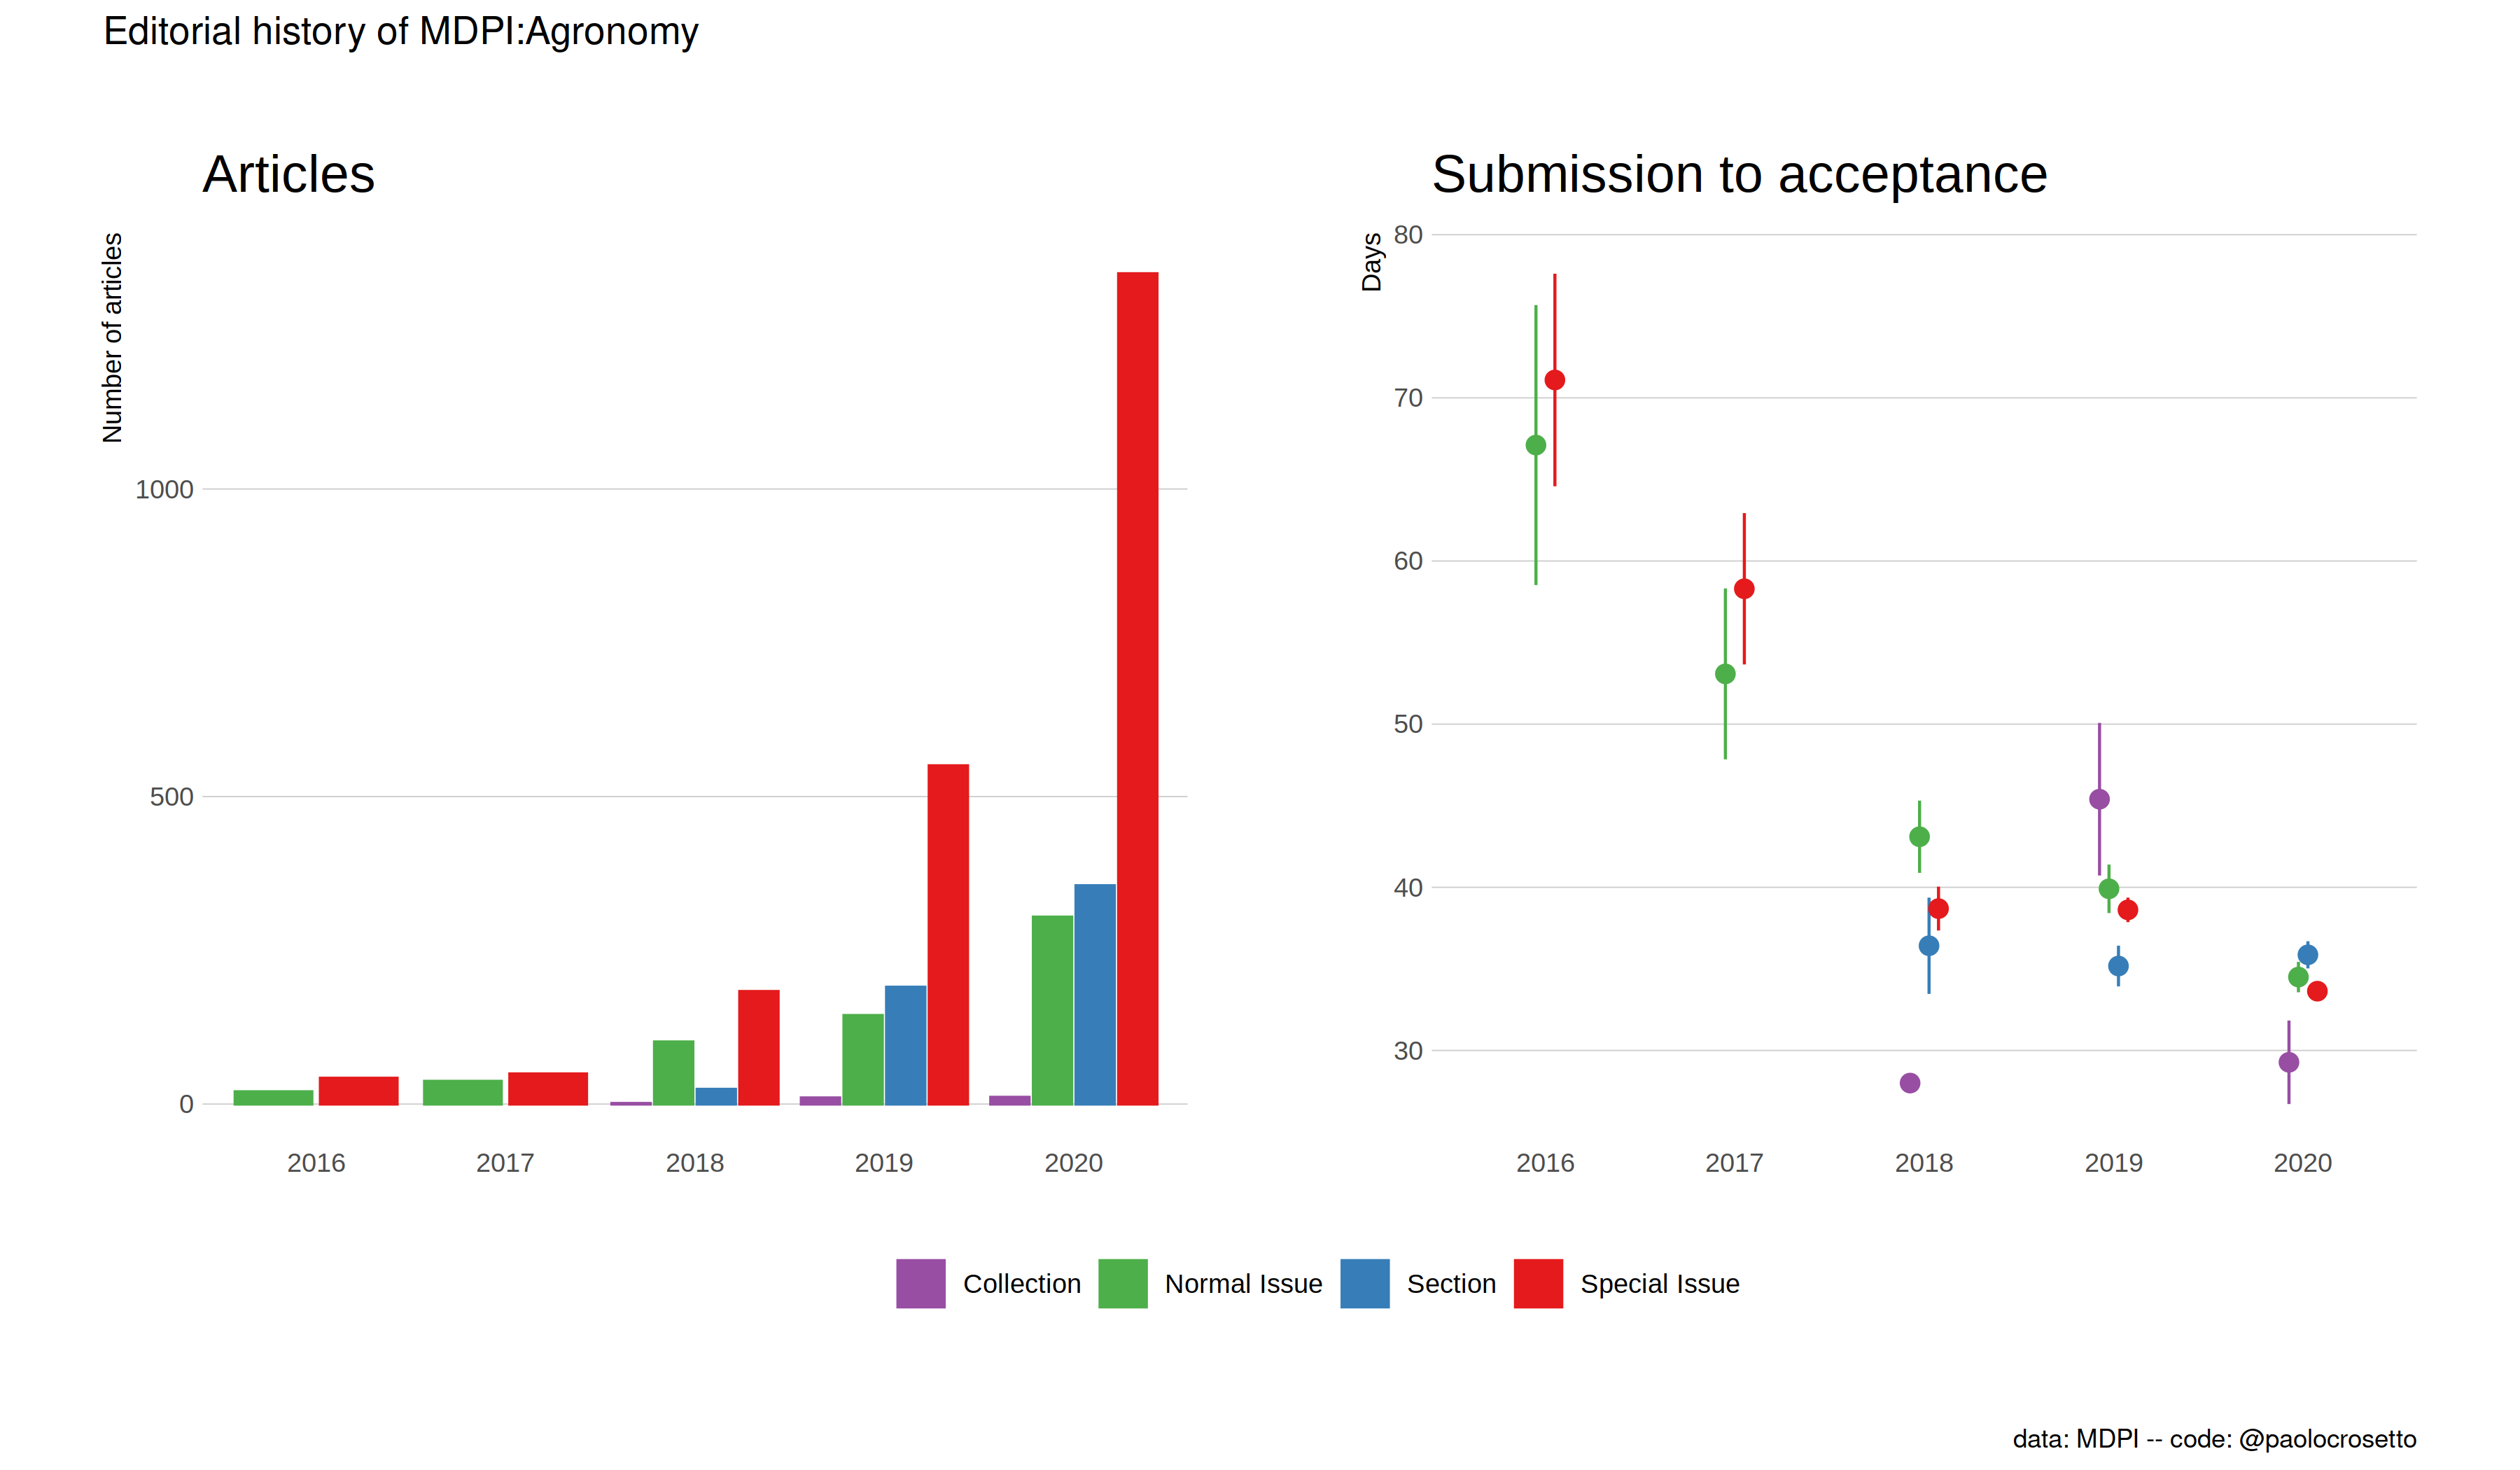 Editorial history of MDPI:Agronomy
Articles
Number of articles
1000
500
0
2016 2017 2018 2019 2020
Submission to acceptance
Days
80
70
60
50
40
30
2016 2017 2018 2019 2020
Collection Normal Issue Section Special Issue
data: MDPI -- code: @paolocrosetto